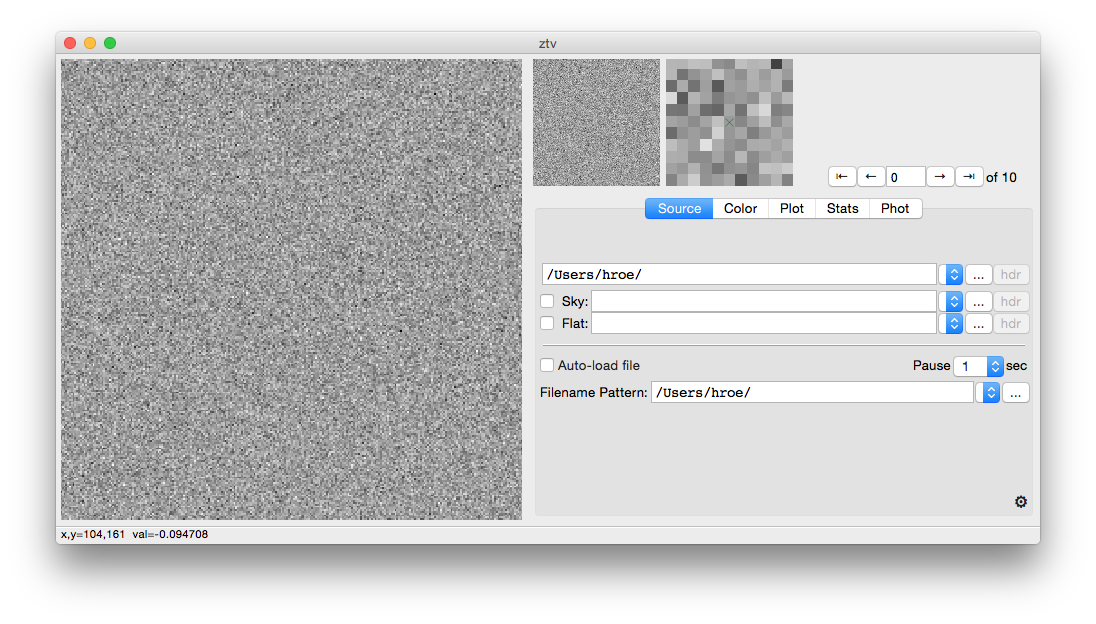 ztv
0 of 10
Source Color Plot Stats Phot
/Users/hroe/ ... hdr
Sky: ... hdr
Flat: ... hdr
Auto-load file Pause 1 sec
Filename Pattern: /Users/hroe/ ...
x,y=104,161 val=-0.094708